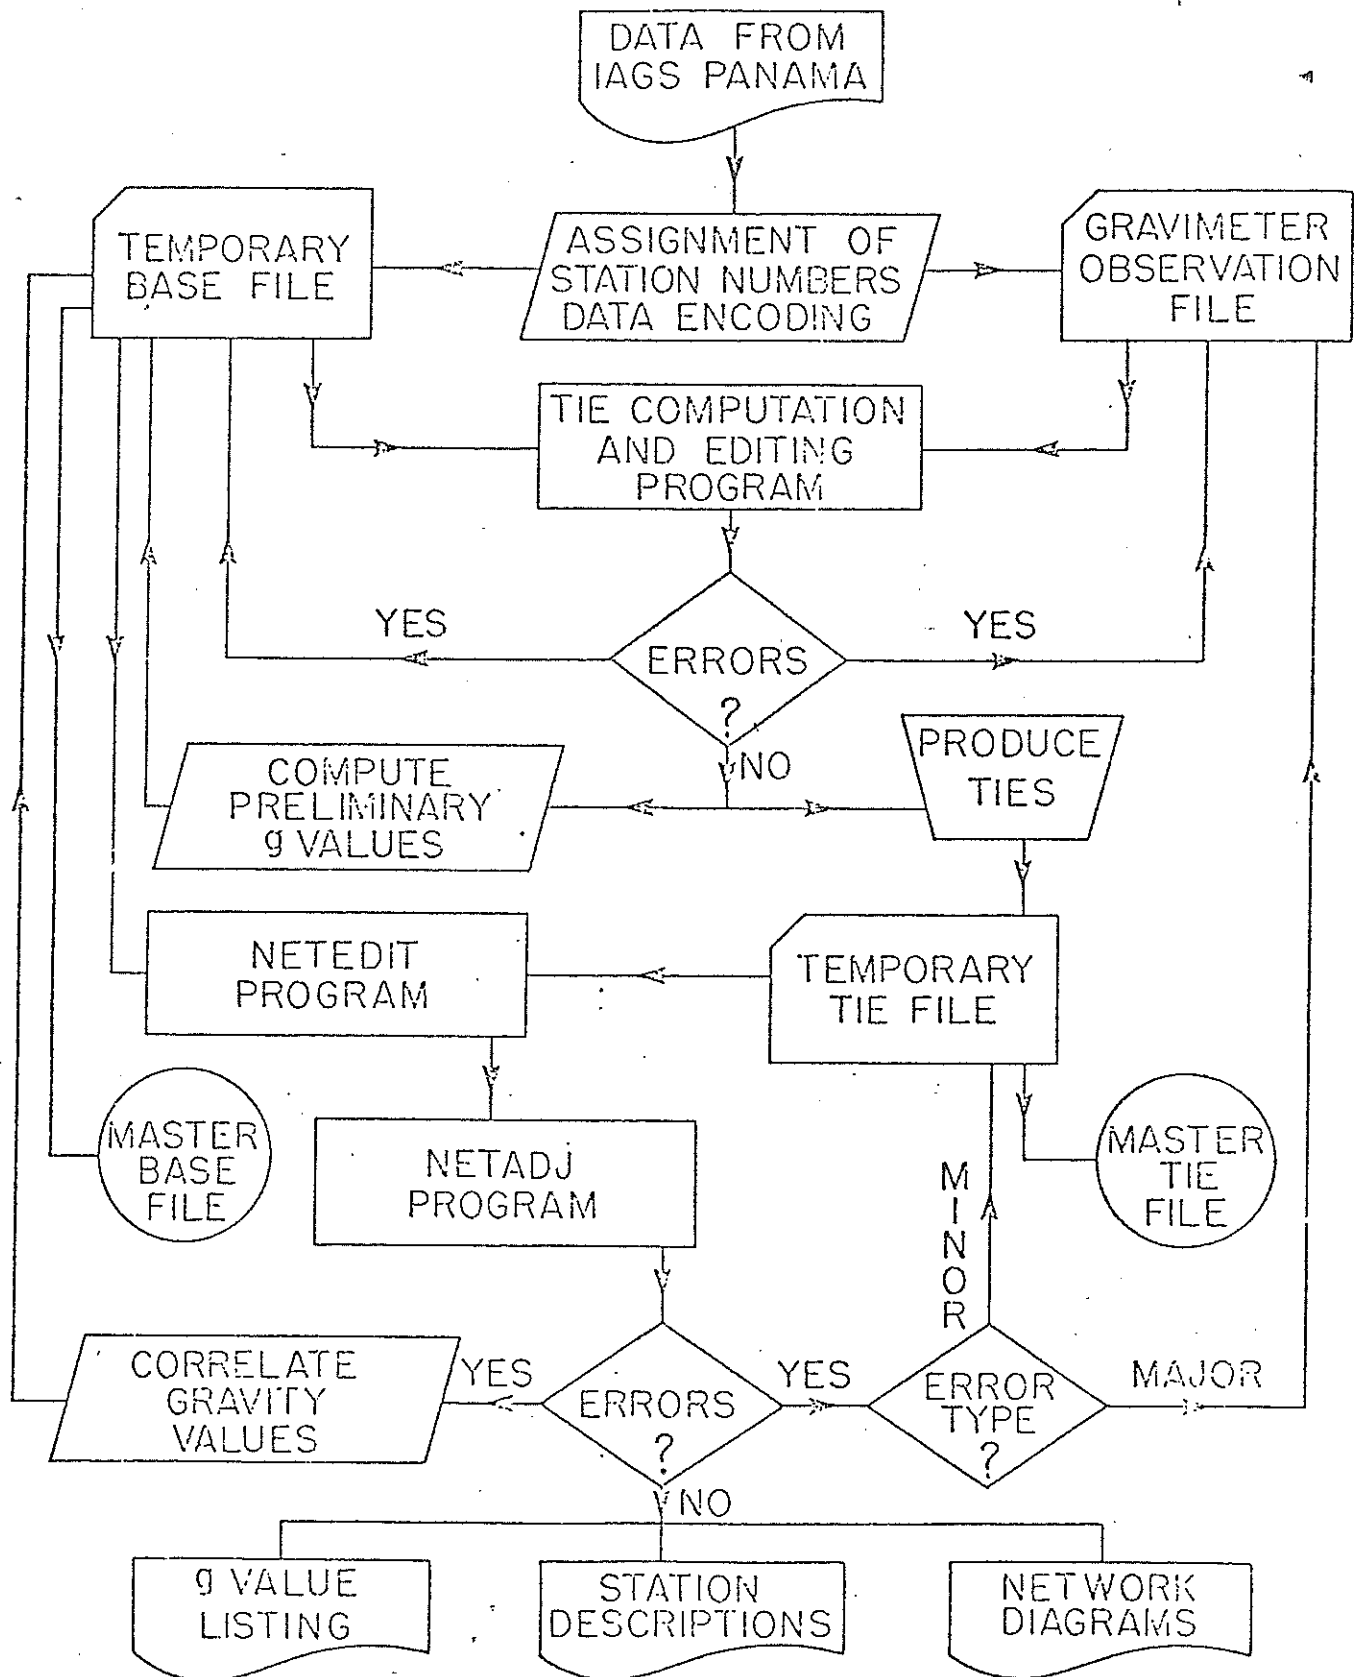 DATA FROM
IAGS PANAMA
TEMPORARY
BASE FILE
ASSIGNMENT OF
STATION NUMBERS
DATA ENCODING
GRAVIMETER
OBSERVATION
FILE
TIE COMPUTATION
AND EDITING
PROGRAM
YES
ERRORS
?
YES
NO
COMPUTE
PRELIMINARY
g VALUES
PRODUCE
TIES
NETEDIT
PROGRAM
TEMPORARY
TIE FILE
MASTER
BASE
FILE
NETADJ
PROGRAM
MINOR
MASTER
TIE
FILE
CORRELATE
GRAVITY
VALUES
YES
ERRORS
?
YES
ERROR
TYPE
?
MAJOR
NO
g VALUE
LISTING
STATION
DESCRIPTIONS
NETWORK
DIAGRAMS